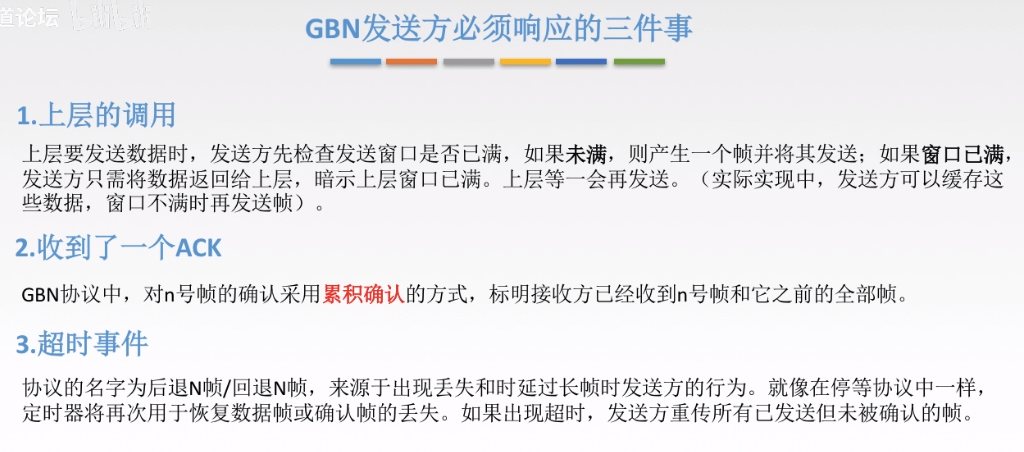 道论坛
GBN发送方必须响应的三件事
1.上层的调用
上层要发送数据时，发送方先检查发送窗口是否已满，如果未满，则产生一个帧并将其发送；如果窗口已满，
发送方只需将数据返回给上层，暗示上层窗口已满。上层等一会再发送。（实际实现中，发送方可以缓存这
些数据，窗口不满时再发送帧）。
2.收到了一个ACK
GBN协议中，对n号帧的确认采用累积确认的方式，标明接收方已经收到n号帧和它之前的全部帧。
3.超时事件
协议的名字为后退N帧/回退N帧，来源于出现丢失和时延过长帧时发送方的行为。就像在停等协议中一样，
定时器将再次用于恢复数据帧或确认帧的丢失。如果出现超时，发送方重传所有已发送但未被确认的帧。